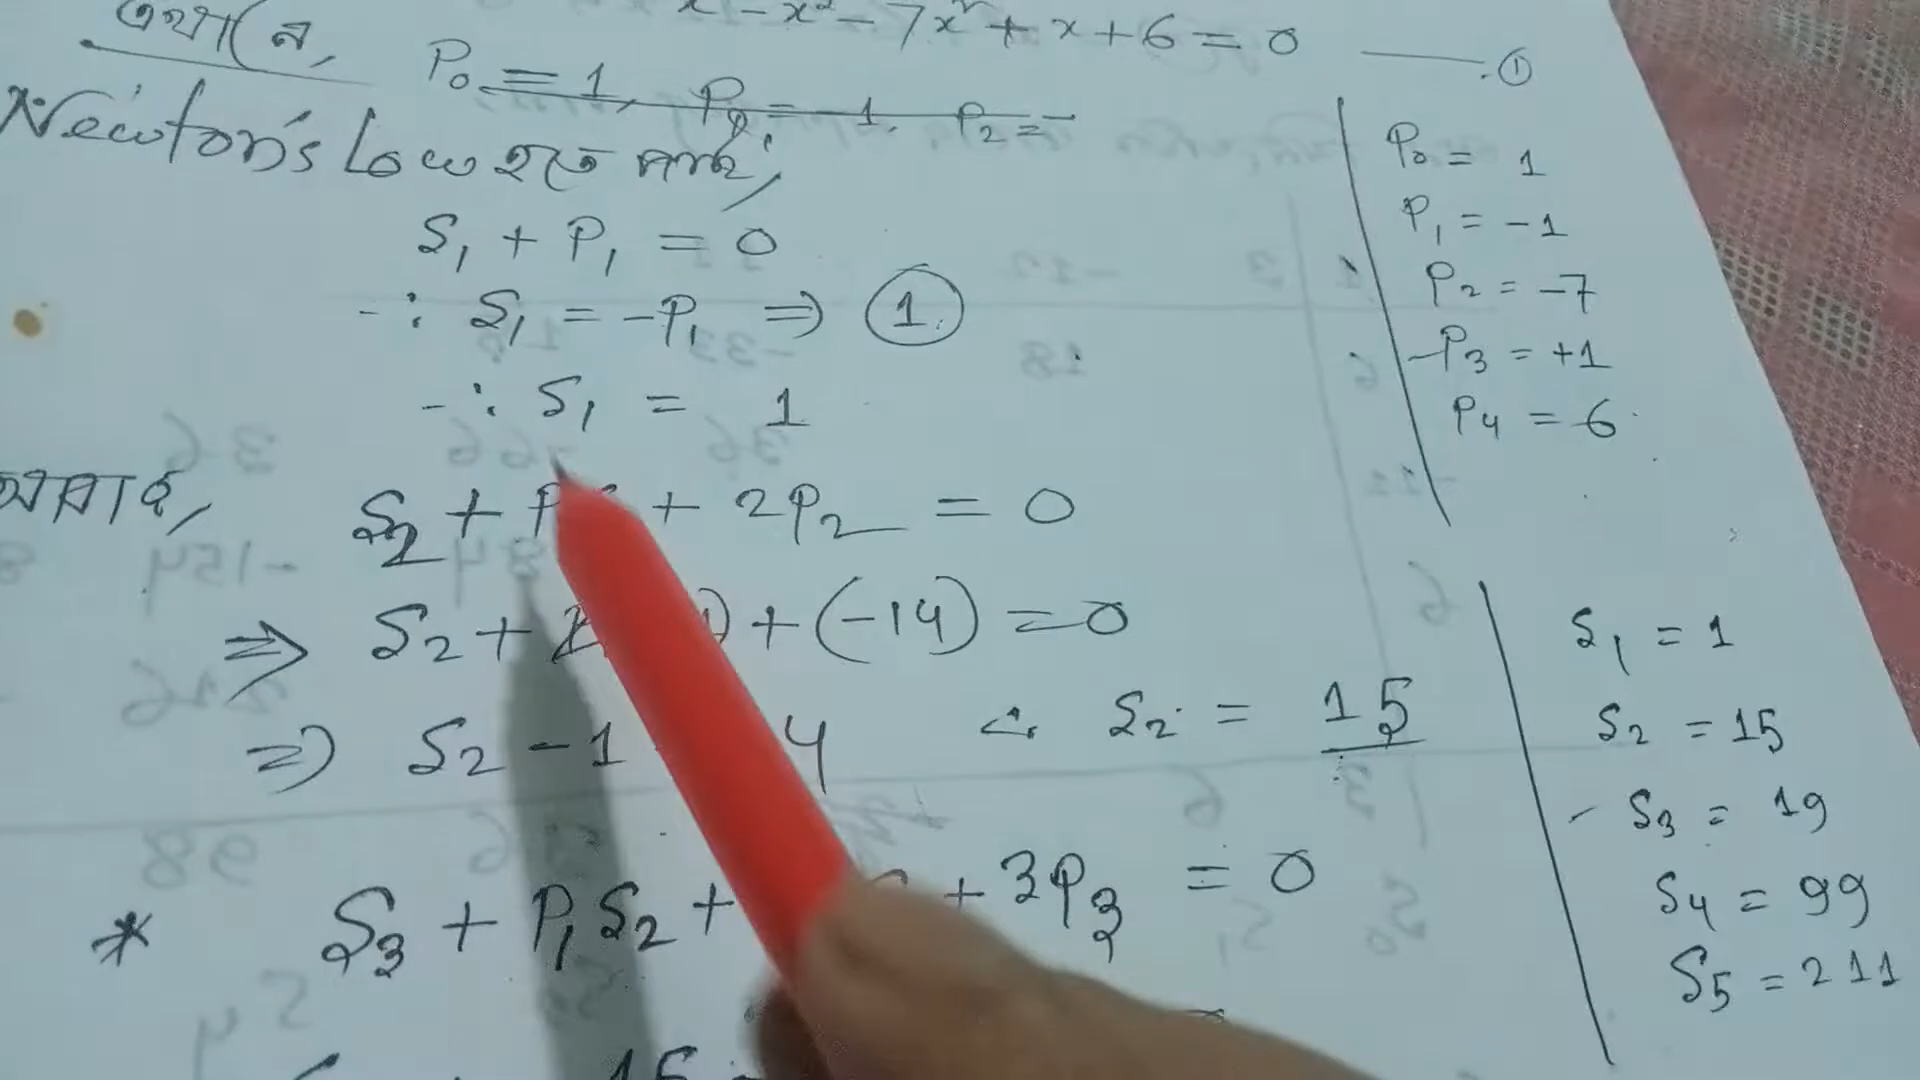 x⁴ - x³ - 7x² + x + 6 = 0 ——— ①
এখানে, P₀ = 1, P₁ = -1, P₂ = -
Newton's Low হতে পাই,
S₁ + P₁ = 0
∴ S₁ = -P₁ ⇒ ①
∴ S₁ = 1
আবার, S₂ + P + 2P₂ = 0
⇒ S₂ + 1) + (-14) = 0
⇒ S₂ - 1 4 ∴ S₂ = 15
* S₃ + P₁S₂ + + 3P₃ = 0
15
P₀ = 1
P₁ = -1
P₂ = -7
P₃ = +1
P₄ = 6
S₁ = 1
S₂ = 15
S₃ = 19
S₄ = 99
S₅ = 211